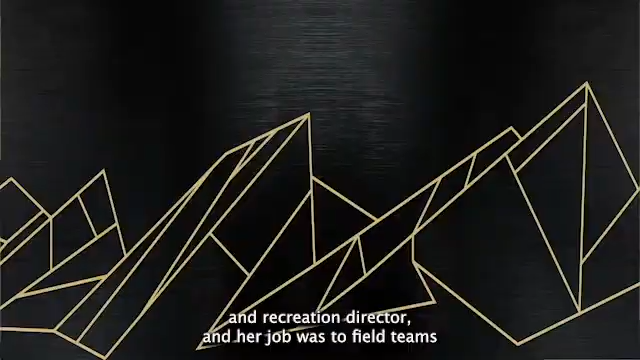 and recreation director,
and her job was to field teams